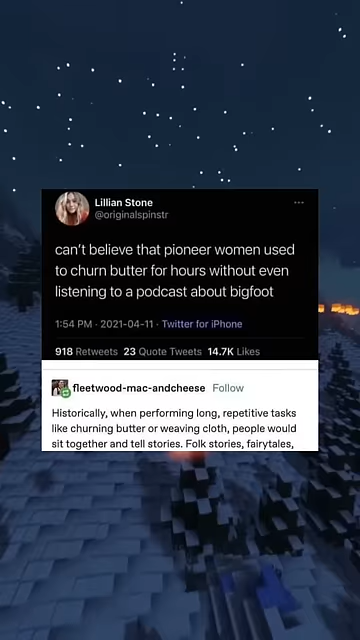 Lillian Stone
@originalspinstr
can't believe that pioneer women used
to churn butter for hours without even
listening to a podcast about bigfoot
1:54 PM · 2021-04-11 · Twitter for iPhone
918 Retweets 23 Quote Tweets 14.7K Likes
fleetwood-mac-andcheese Follow
Historically, when performing long, repetitive tasks
like churning butter or weaving cloth, people would
sit together and tell stories. Folk stories, fairytales,